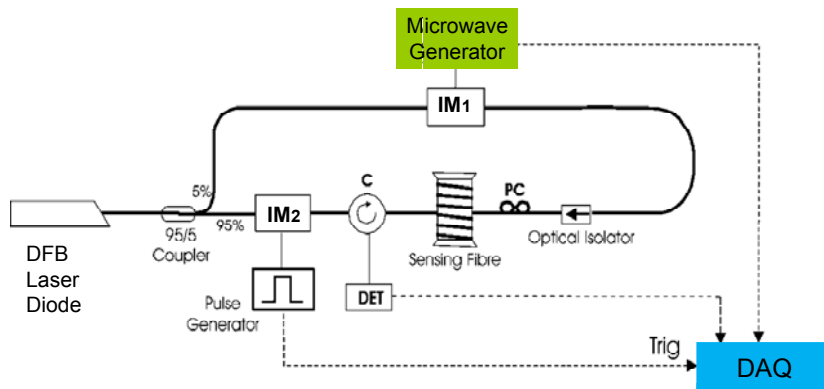 Microwave
Generator
IM1
5%
C
PC
95%
IM2
95/5
Coupler
Optical Isolator
Sensing Fibre
DFB
Laser
Diode
Pulse
Generator
DET
Trig
DAQ